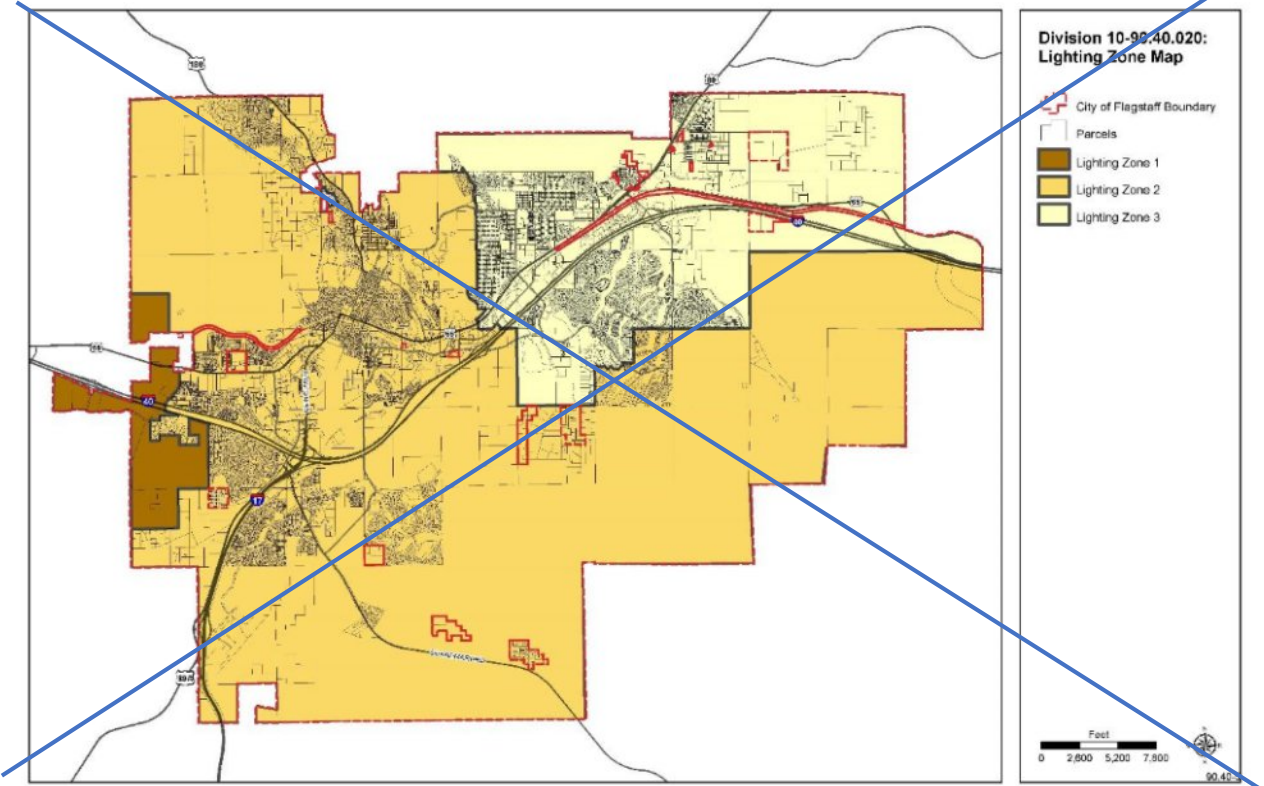 Division 10-90.40.020:
Lighting Zone Map
City of Flagstaff Boundary
Parcels
Lighting Zone 1
Lighting Zone 2
Lighting Zone 3
180
89
40
40
17
Feet
0 2,600 5,200 7,800
90.40-